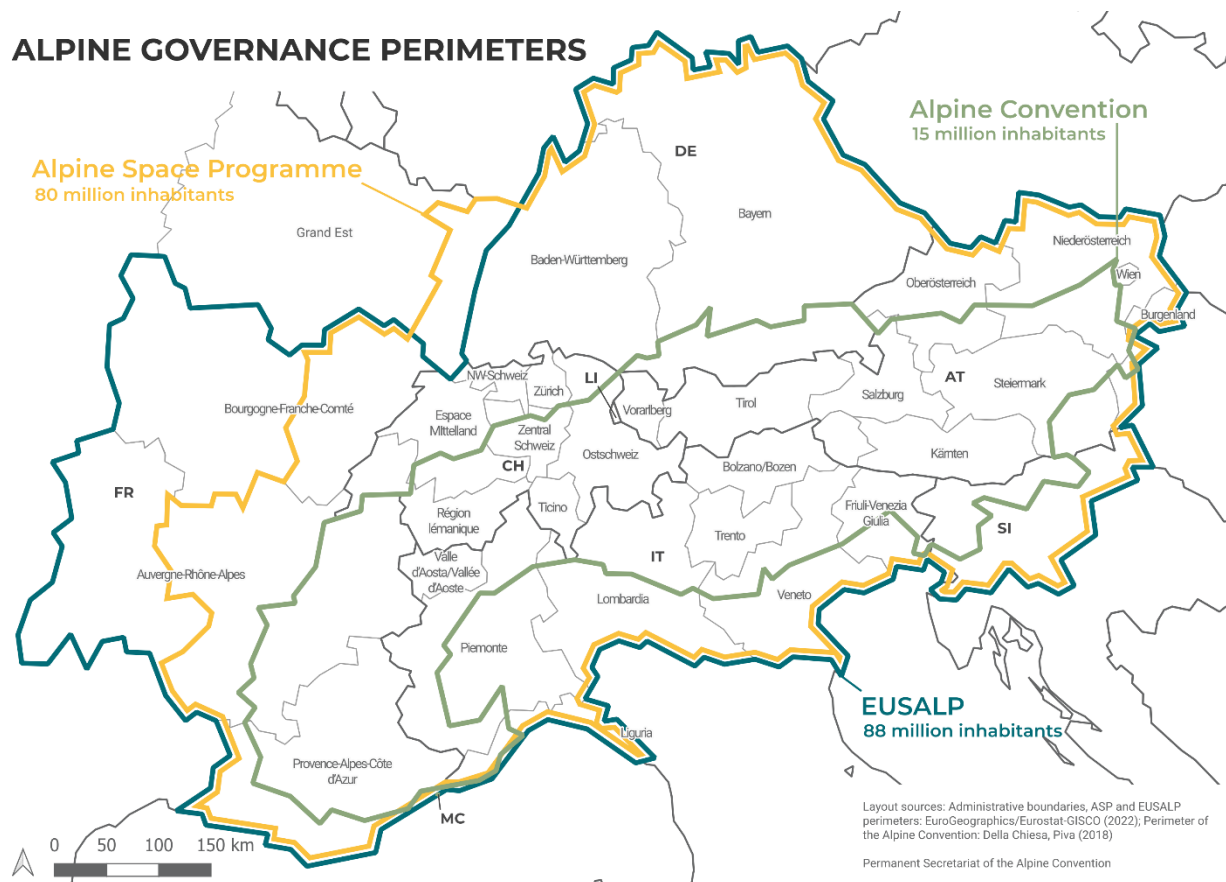 ALPINE GOVERNANCE PERIMETERS
Alpine Convention
15 million inhabitants
Alpine Space Programme
80 million inhabitants
DE
Grand Est
Bayern
Niederösterreich
Baden-Württemberg
Oberösterreich
Wien
Burgenland
NW-Schweiz
Zürich
LI
AT
Steiermark
Bourgogne-Franche-Comté
Espace
MIttelland
Vorarlberg
Tirol
Salzburg
Zentral
Schweiz
CH
Ostschweiz
Bolzano/Bozen
Kärnten
FR
Région
lémanique
Ticino
Friuli-Venezia
Giulia
SI
Trento
IT
Auvergne-Rhône-Alpes
Valle
d'Aosta/Vallée
d'Aoste
Lombardia
Veneto
Piemonte
EUSALP
88 million inhabitants
Liguria
Provence-Alpes-Côte
d'Azur
MC
Layout sources: Administrative boundaries, ASP and EUSALP
perimeters: EuroGeographics/Eurostat-GISCO (2022); Perimeter of
the Alpine Convention: Della Chiesa, Piva (2018)
Permanent Secretariat of the Alpine Convention
0 50 100 150 km